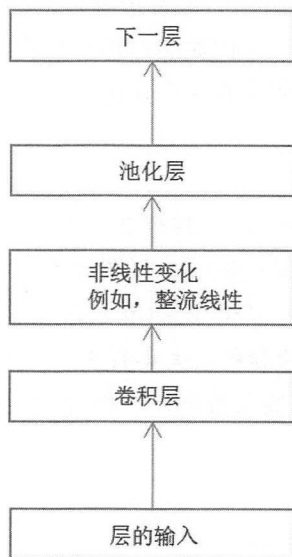 下一层
池化层
非线性变化
例如，整流线性
卷积层
层的输入